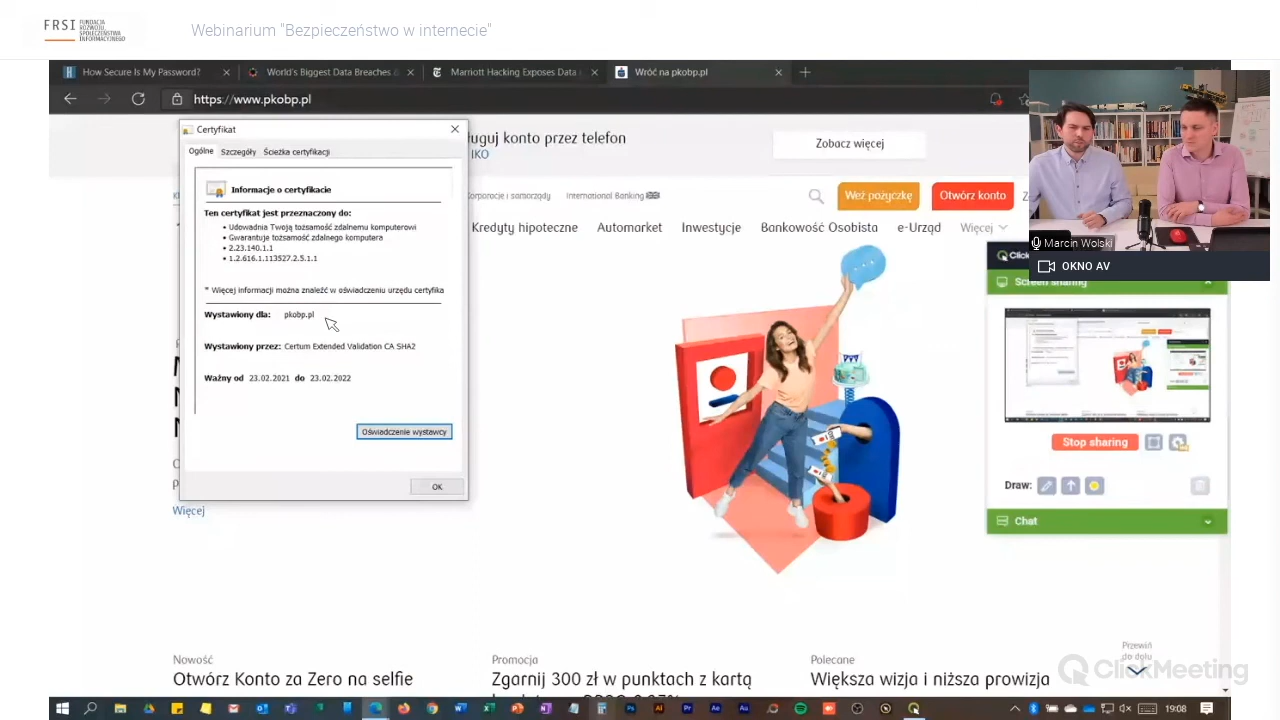 FRSI FUNDACJA
ROZWOJU
SPOŁECZEŃSTWA
INFORMACYJNEGO
Webinarium "Bezpieczeństwo w internecie"
How Secure Is My Password?
World's Biggest Data Breaches &
Marriott Hacking Exposes Data
Wróć na pkobp.pl
https://www.pkobp.pl
Certyfikat
Ogólne Szczegóły Ścieżka certyfikacji
Informacje o certyfikacie
Ten certyfikat jest przeznaczony do:
• Udowadnia Twoją tożsamość zdalnemu komputerowi
• Gwarantuje tożsamość zdalnego komputera
• 2.23.140.1.1
• 1.2.616.1.113527.2.5.1.1
* Więcej informacji można znaleźć w oświadczeniu urzędu certyfika
Wystawiony dla: pkobp.pl
Wystawiony przez: Certum Extended Validation CA SHA2
Ważny od 23.02.2021 do 23.02.2022
Oświadczenie wystawcy
OK
Więcej
konto przez telefon
IKO
Zobacz więcej
Korporacje i samorządy
International Banking
Weź pożyczkę
Otwórz konto
Kredyty hipoteczne
Automarket
Inwestycje
Bankowość Osobista
e-Urząd
Więcej
Marcin Wolski
OKNO AV
Screen sharing
Stop sharing
Draw:
Chat
Nowość
Otwórz Konto za Zero na selfie
Promocja
Zgarnij 300 zł w punktach z kartą
Polecane
Większa wizja i niższa prowizja
Przewiń
do dołu
ClickMeeting
19:08